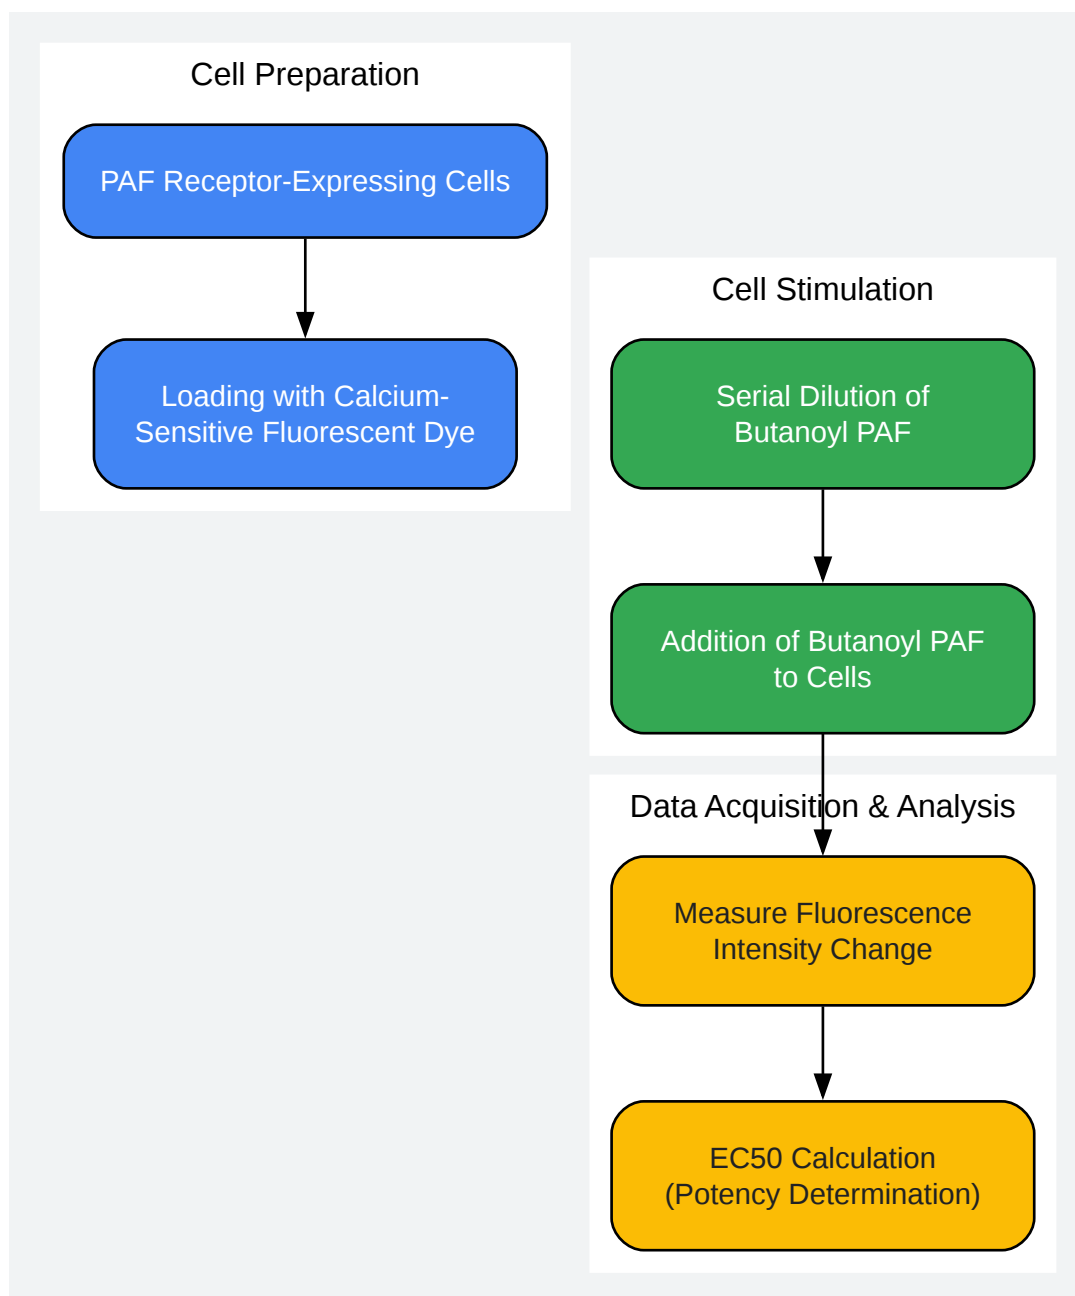 Cell Preparation
PAF Receptor-Expressing Cells
Loading with Calcium-
Sensitive Fluorescent Dye
Cell Stimulation
Serial Dilution of
Butanoyl PAF
Addition of Butanoyl PAF
to Cells
Data Acquisition & Analysis
Measure Fluorescence
Intensity Change
EC50 Calculation
(Potency Determination)